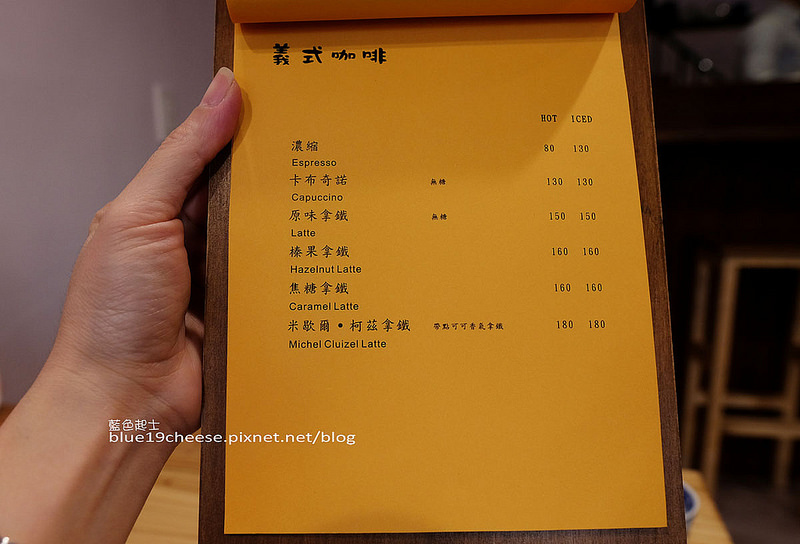 義式咖啡
HOT ICED
濃縮 80 130
Espresso
卡布奇諾 無糖 130 130
Capuccino
原味拿鐵 無糖 150 150
Latte
榛果拿鐵 160 160
Hazelnut Latte
焦糖拿鐵 160 160
Caramel Latte
米歇爾•柯茲拿鐵 帶點可可香氣拿鐵 180 180
Michel Cluizel Latte
藍色起士
blue19cheese.pixnet.net/blog